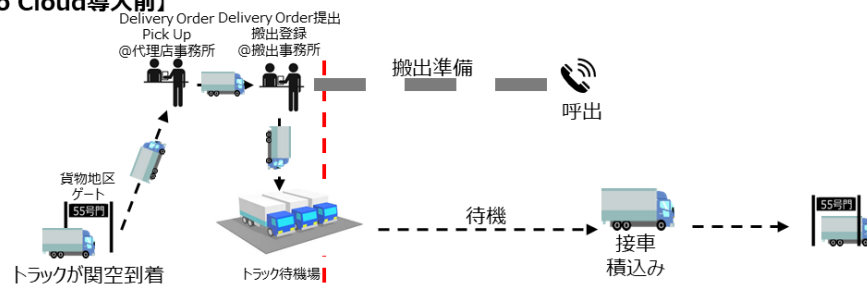 o Cloud導入前】
Delivery Order
Pick Up
@代理店事務所
Delivery Order提出
搬出登録
@搬出事務所
搬出準備
呼出
貨物地区
ゲート
55号門
トラックが関空到着
トラック待機場
待機
接車
積込み
55号門